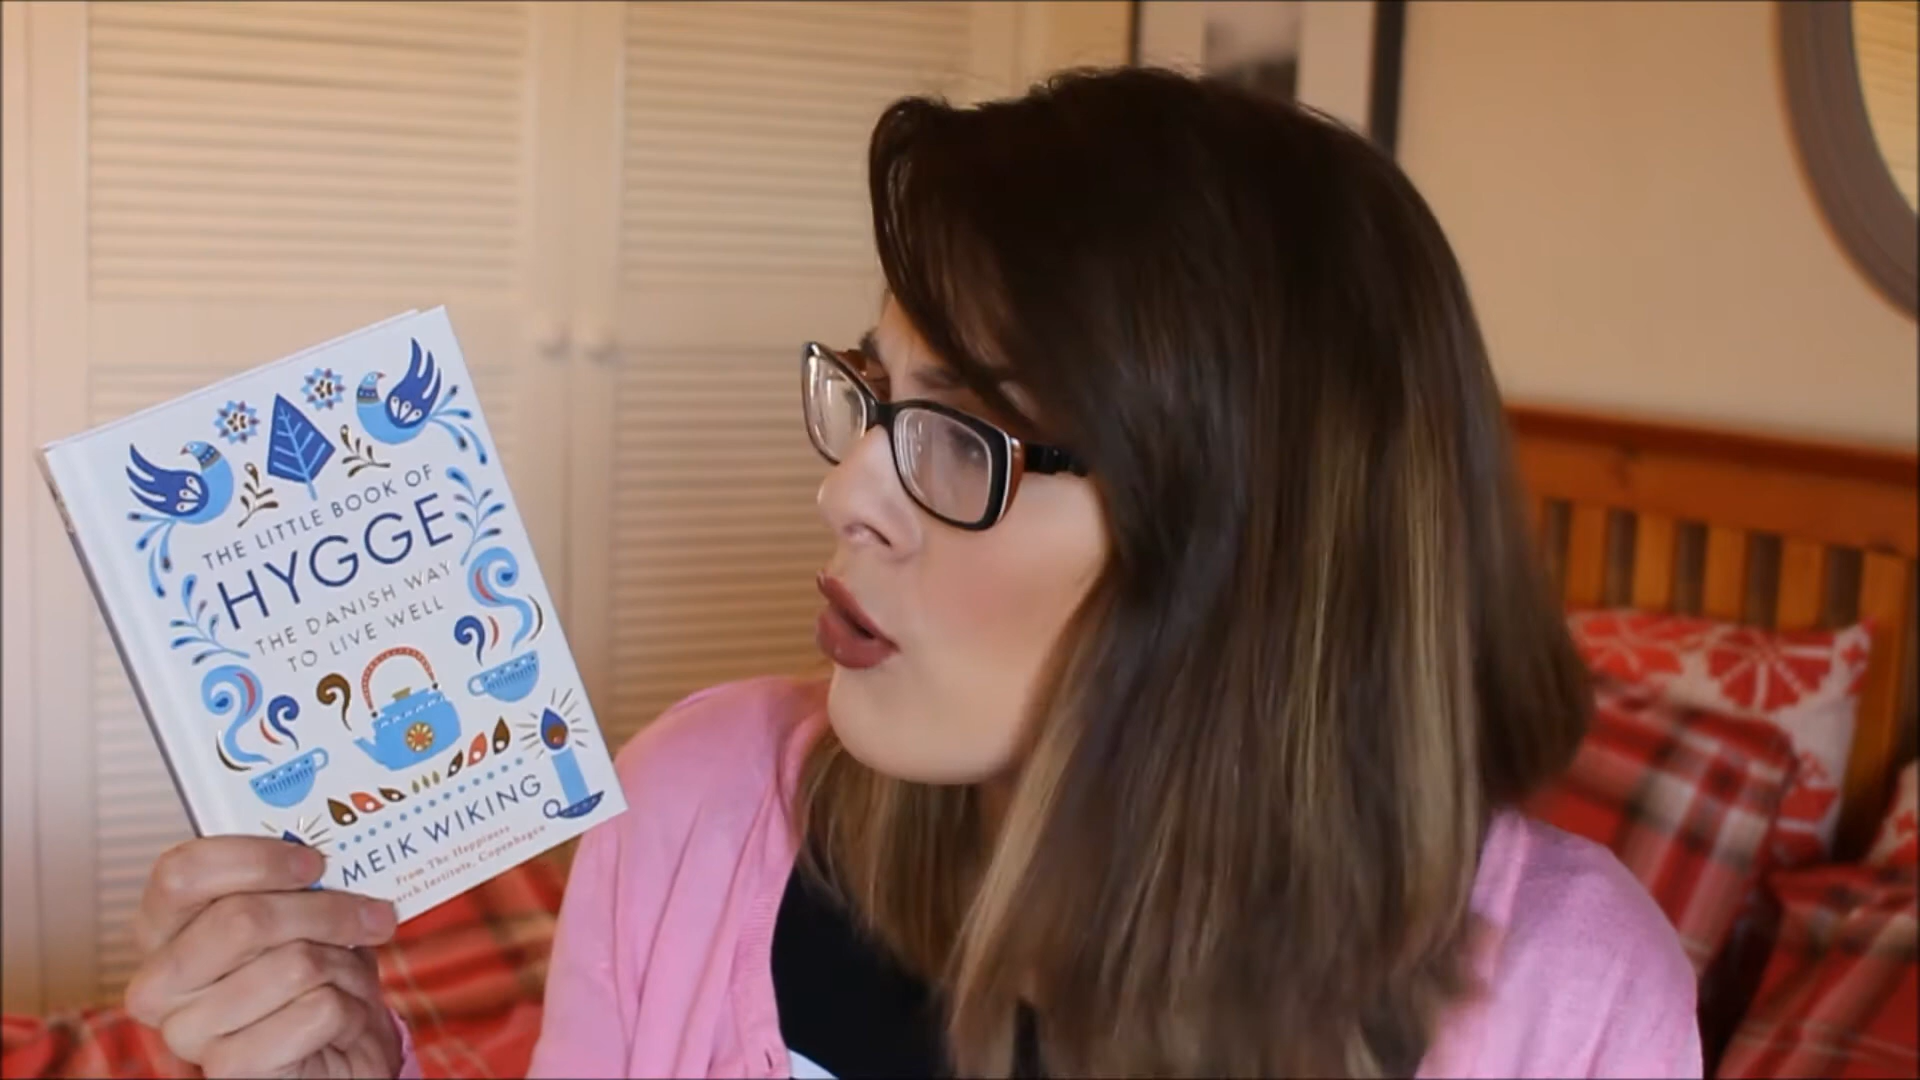 THE LITTLE BOOK OF
HYGGE
THE DANISH WAY
TO LIVE WELL
MEIK WIKING
From The Happiness
Institute, Copenhagen